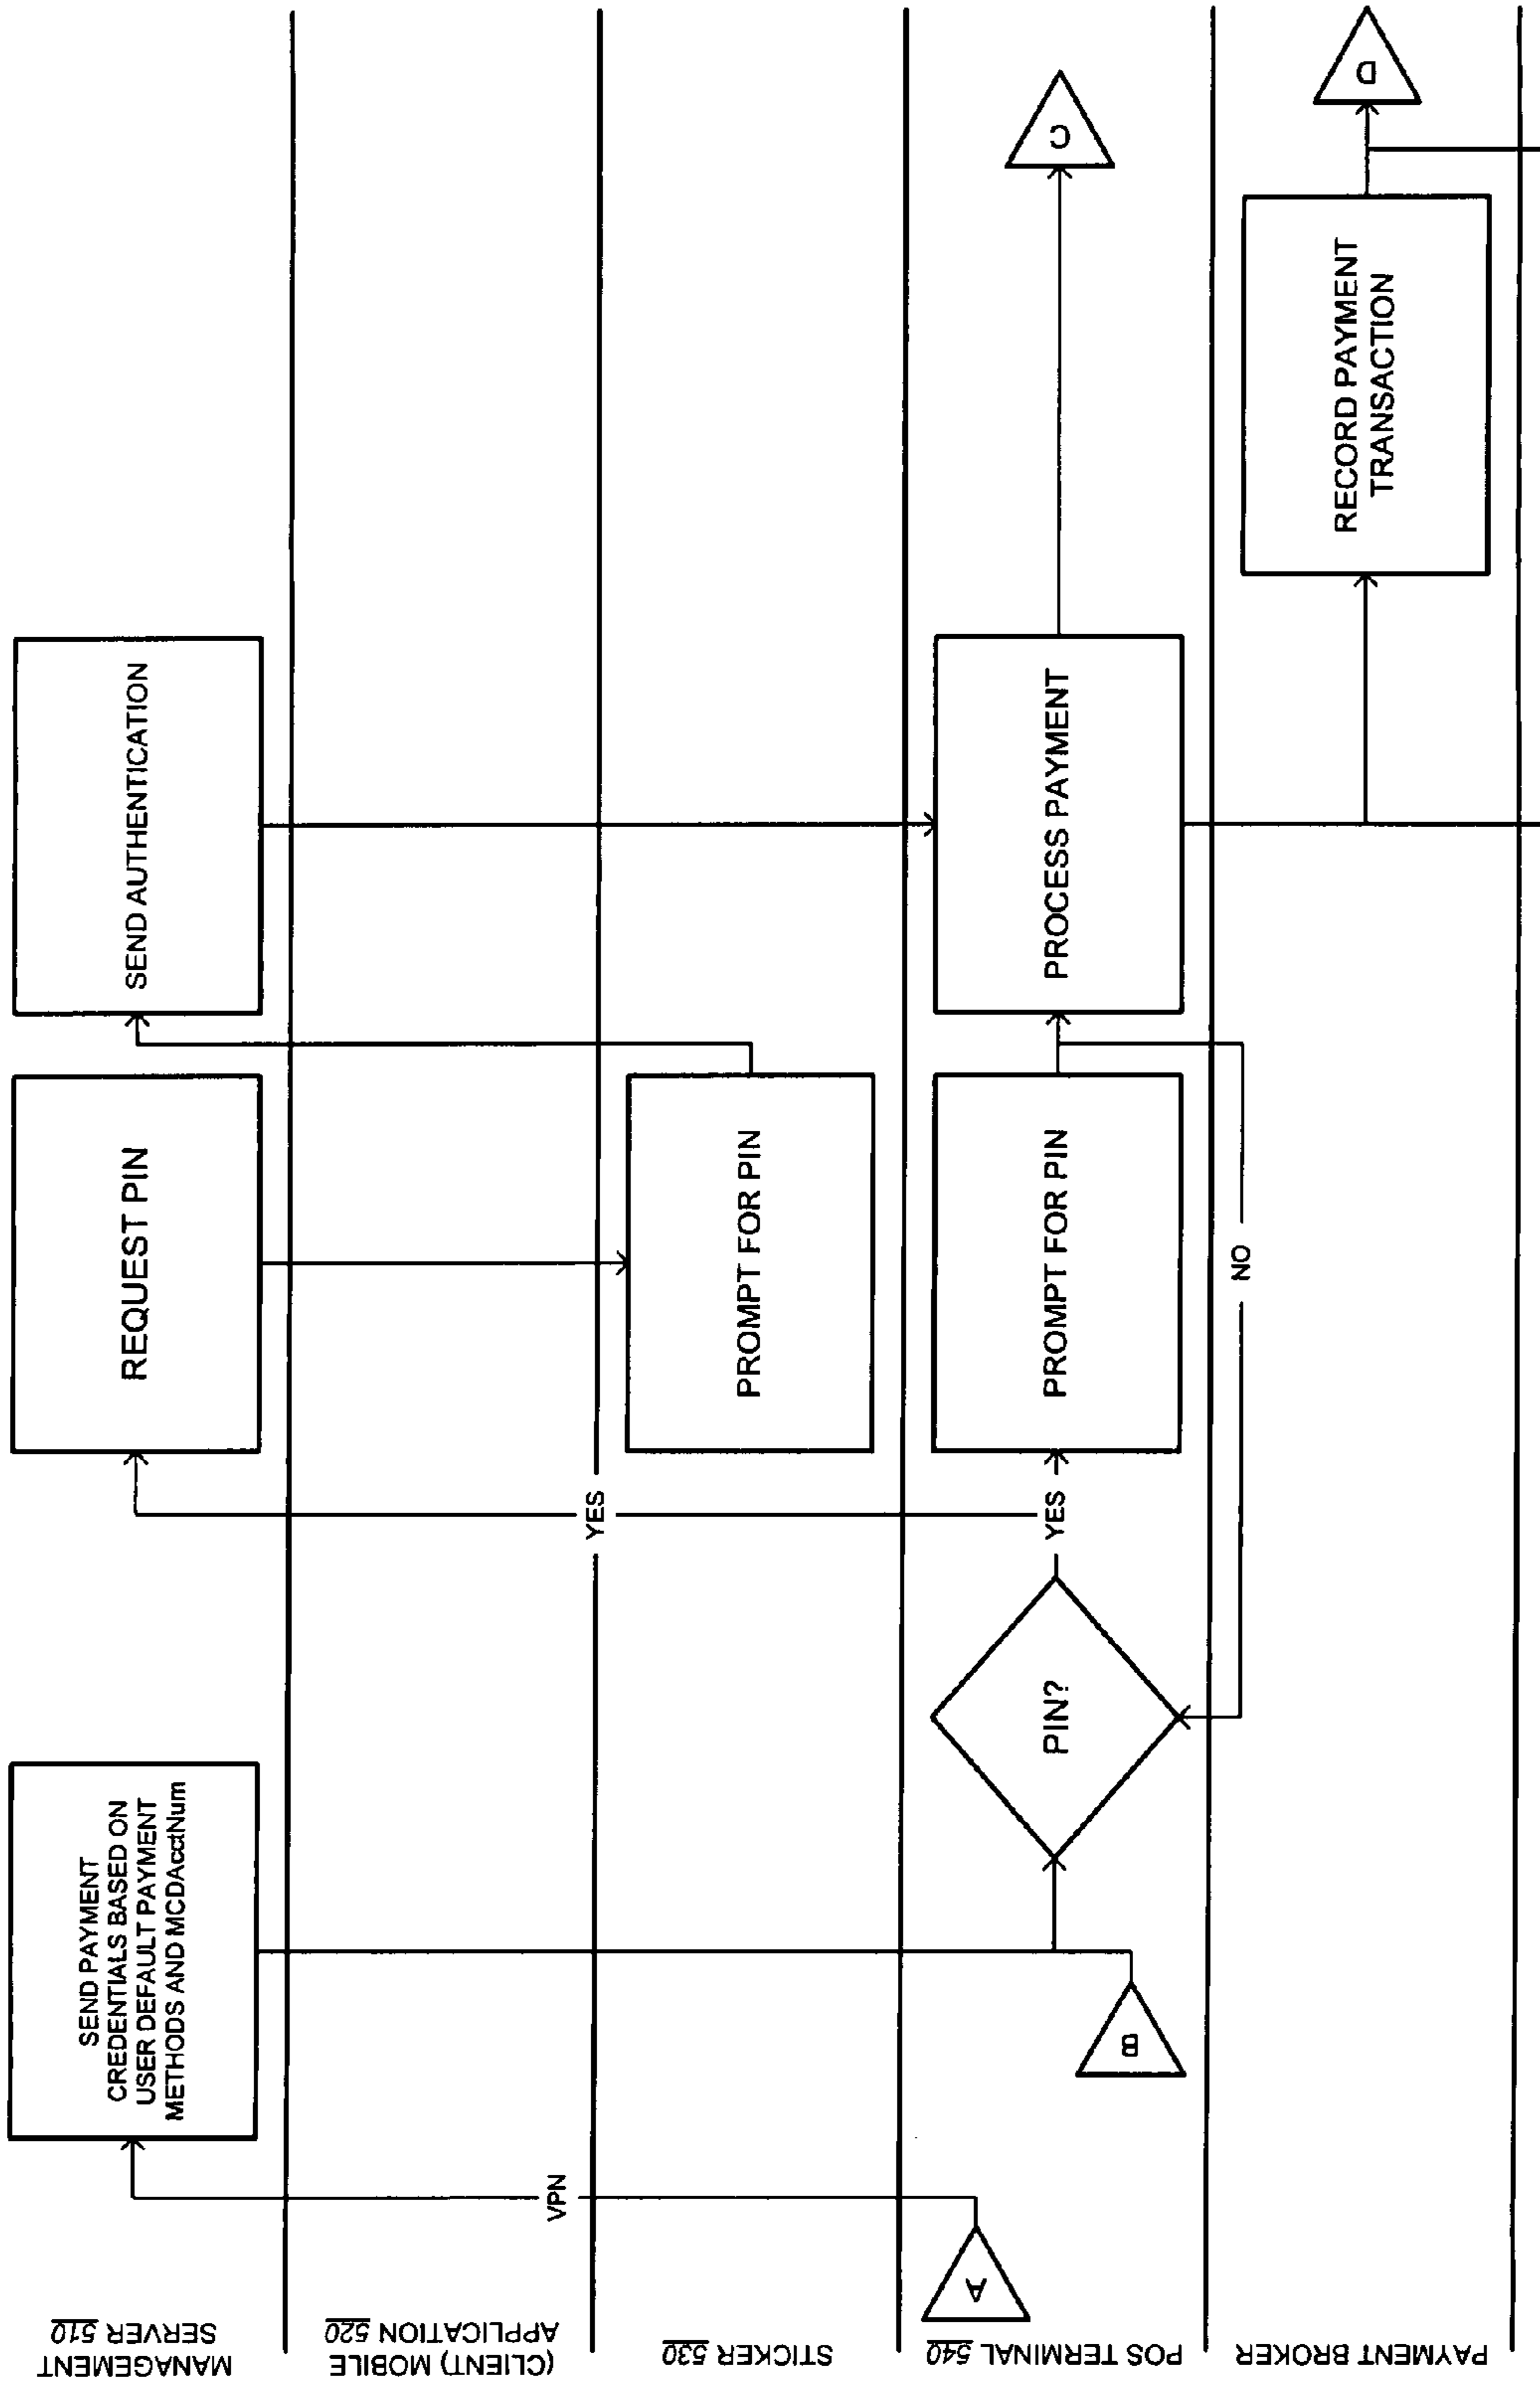 MANAGEMENT
SERVER 510
(CLIENT) MOBILE
APPLICATION 520
STICKER 530
POS TERMINAL 540
PAYMENT BROKER
SEND PAYMENT
CREDENTIALS BASED ON
USER DEFAULT PAYMENT
METHODS AND MCDAcctNum
REQUEST PIN
SEND AUTHENTICATION
VPN
YES
PROMPT FOR PIN
A
B
PIN?
YES
PROMPT FOR PIN
PROCESS PAYMENT
C
NO
RECORD PAYMENT
TRANSACTION
D